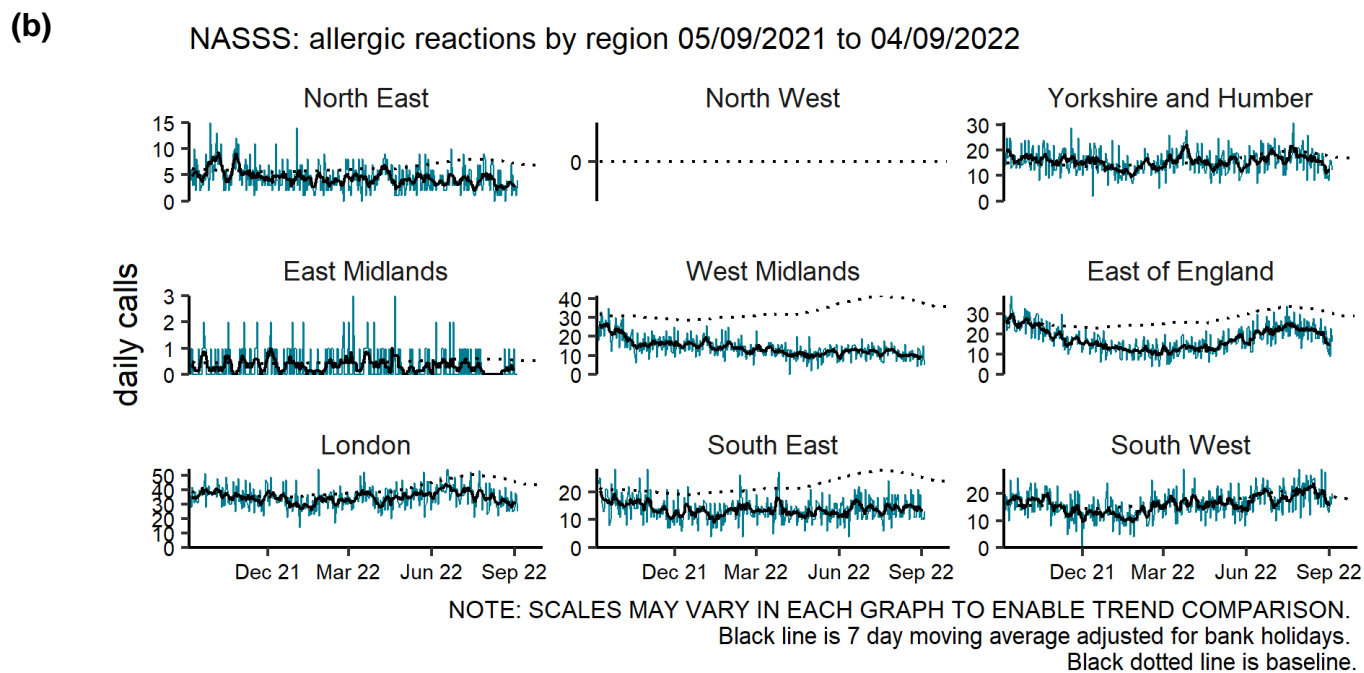 (b)
NASSS: allergic reactions by region 05/09/2021 to 04/09/2022
North East
15
10
5
0
North West
0
Yorkshire and Humber
30
20
10
0
daily calls
East Midlands
3
2
1
0
West Midlands
40
30
20
10
0
East of England
30
20
10
0
London
50
40
30
20
10
0
Dec 21 Mar 22 Jun 22 Sep 22
South East
20
10
0
Dec 21 Mar 22 Jun 22 Sep 22
South West
20
10
0
Dec 21 Mar 22 Jun 22 Sep 22
NOTE: SCALES MAY VARY IN EACH GRAPH TO ENABLE TREND COMPARISON.
Black line is 7 day moving average adjusted for bank holidays.
Black dotted line is baseline.